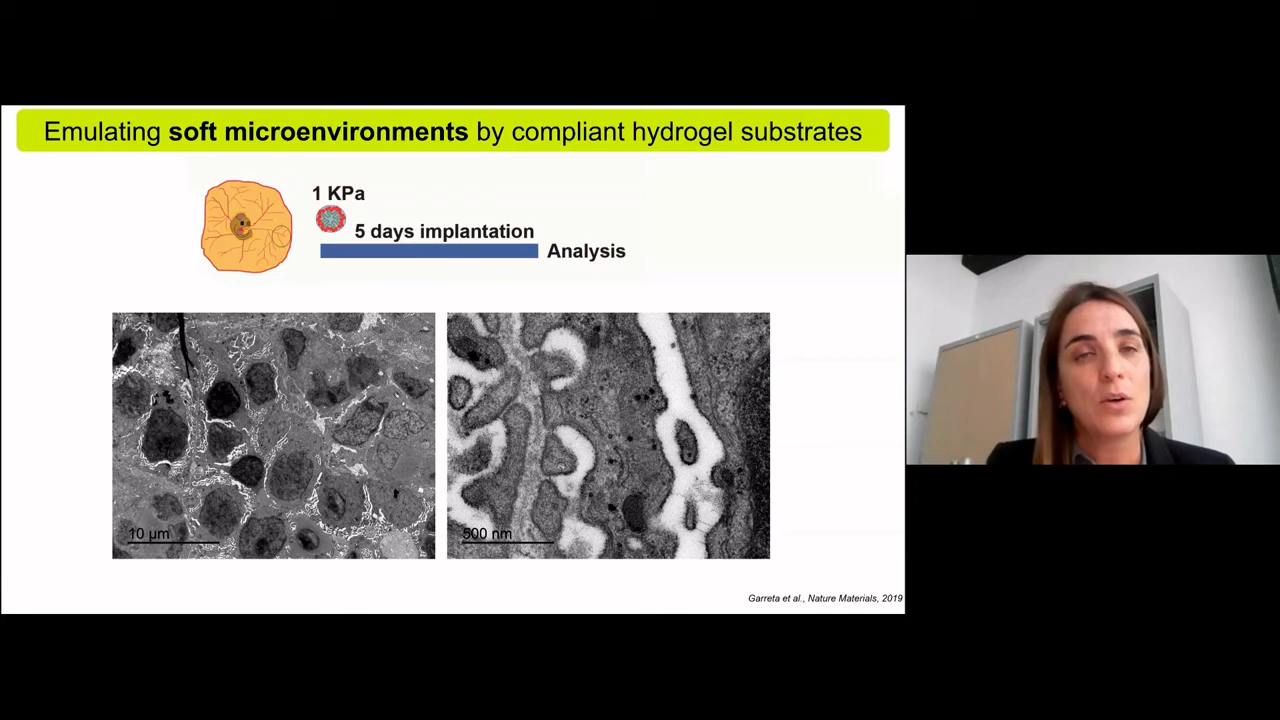 Emulating soft microenvironments by compliant hydrogel substrates
1 KPa
5 days implantation
Analysis
10 µm
500 nm
Garreta et al., Nature Materials, 2019